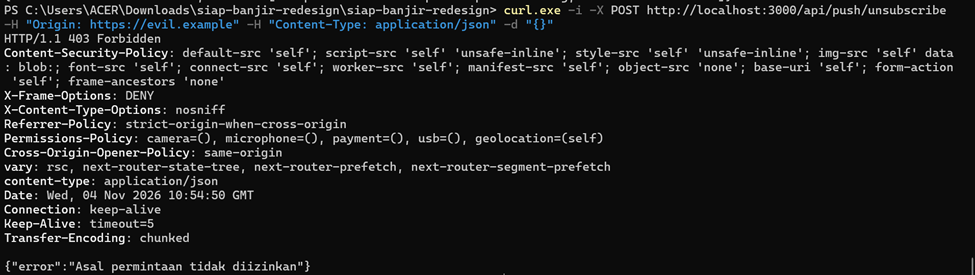 PS C:\Users\ACER\Downloads\siap-banjir-redesign\siap-banjir-redesign> curl.exe -i -X POST http://localhost:3000/api/push/unsubscribe
-H "Origin: https://evil.example" -H "Content-Type: application/json" -d "{}"
HTTP/1.1 403 Forbidden
Content-Security-Policy: default-src 'self'; script-src 'self' 'unsafe-inline'; style-src 'self' 'unsafe-inline'; img-src 'self' data
: blob:; font-src 'self'; connect-src 'self'; worker-src 'self'; manifest-src 'self'; object-src 'none'; base-uri 'self'; form-action
'self'; frame-ancestors 'none'
X-Frame-Options: DENY
X-Content-Type-Options: nosniff
Referrer-Policy: strict-origin-when-cross-origin
Permissions-Policy: camera=(), microphone=(), payment=(), usb=(), geolocation=(self)
Cross-Origin-Opener-Policy: same-origin
vary: rsc, next-router-state-tree, next-router-prefetch, next-router-segment-prefetch
content-type: application/json
Date: Wed, 04 Nov 2026 10:54:50 GMT
Connection: keep-alive
Keep-Alive: timeout=5
Transfer-Encoding: chunked

{"error":"Asal permintaan tidak diizinkan"}